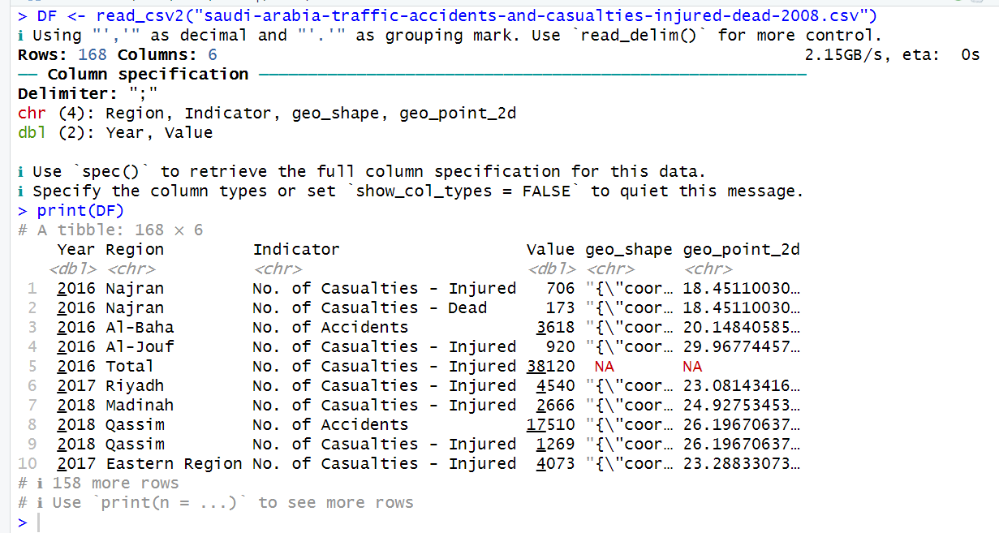 > DF <- read_csv2("saudi-arabia-traffic-accidents-and-casualties-injured-dead-2008.csv")
ℹ Using "','" as decimal and "'.'" as grouping mark. Use `read_delim()` for more control.
Rows: 168 Columns: 6 2.15GB/s, eta: 0s
── Column specification ────────────────────────────────────────────────────────
Delimiter: ";"
chr (4): Region, Indicator, geo_shape, geo_point_2d
dbl (2): Year, Value
ℹ Use `spec()` to retrieve the full column specification for this data.
ℹ Specify the column types or set `show_col_types = FALSE` to quiet this message.
> print(DF)
# A tibble: 168 × 6
Year Region Indicator Value geo_shape geo_point_2d
<dbl> <chr> <chr> <dbl> <chr> <chr>
1 2016 Najran No. of Casualties - Injured 706 "{\"coor… 18.45110030…
2 2016 Najran No. of Casualties - Dead 173 "{\"coor… 18.45110030…
3 2016 Al-Baha No. of Accidents 3618 "{\"coor… 20.14840585…
4 2016 Al-Jouf No. of Casualties - Injured 920 "{\"coor… 29.96774457…
5 2016 Total No. of Casualties - Injured 38120 NA NA
6 2017 Riyadh No. of Casualties - Injured 4540 "{\"coor… 23.08143416…
7 2018 Madinah No. of Casualties - Injured 2666 "{\"coor… 24.92753453…
8 2018 Qassim No. of Accidents 17510 "{\"coor… 26.19670637…
9 2018 Qassim No. of Casualties - Injured 1269 "{\"coor… 26.19670637…
10 2017 Eastern Region No. of Casualties - Injured 4073 "{\"coor… 23.28833073…
# ℹ 158 more rows
# ℹ Use `print(n = ...)` to see more rows
>